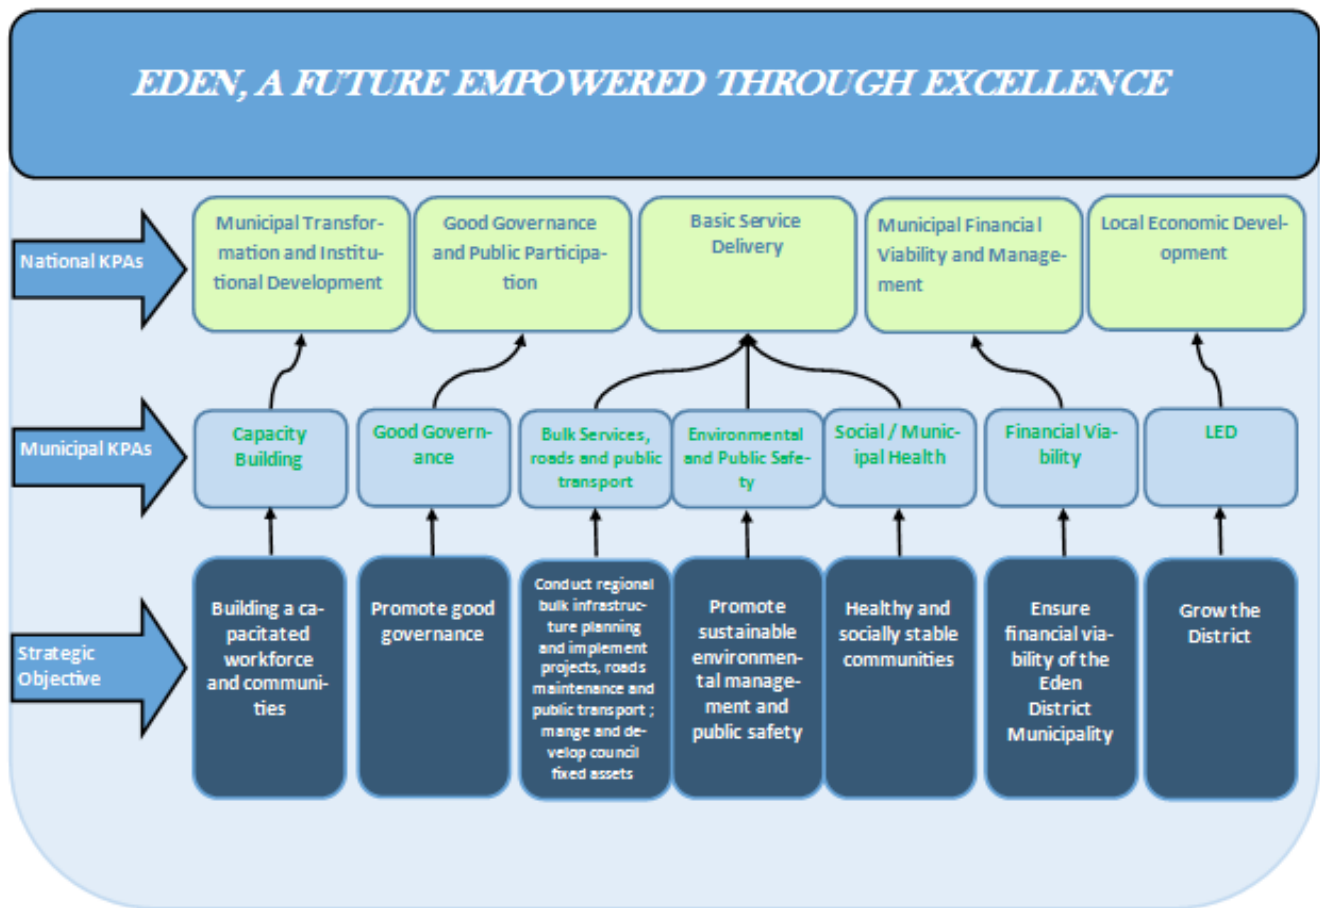 EDEN, A FUTURE EMPOWERED THROUGH EXCELLENCE
National KPAs
Municipal Transfor-
mation and Institu-
tional Development
Good Governance
and Public Participa-
tion
Basic Service
Delivery
Municipal Financial
Viability and Manage-
ment
Local Economic Devel-
opment
Municipal KPAs
Capacity
Building
Good Govern-
ance
Bulk Services,
roads and public
transport
Environmental
and Public Safe-
ty
Social / Munic-
ipal Health
Financial Via-
bility
LED
Strategic
Objective
Building a ca-
pacitated
workforce
and communi-
ties
Promote good
governance
Conduct regional
bulk infrastruc-
ture planning
and implement
projects, roads
maintenance and
public transport ;
mange and de-
velop council
fixed assets
Promote
sustainable
environmen-
tal manage-
ment and
public safety
Healthy and
socially stable
communities
Ensure
financial via-
bility of the
Eden
District
Municipality
Grow the
District